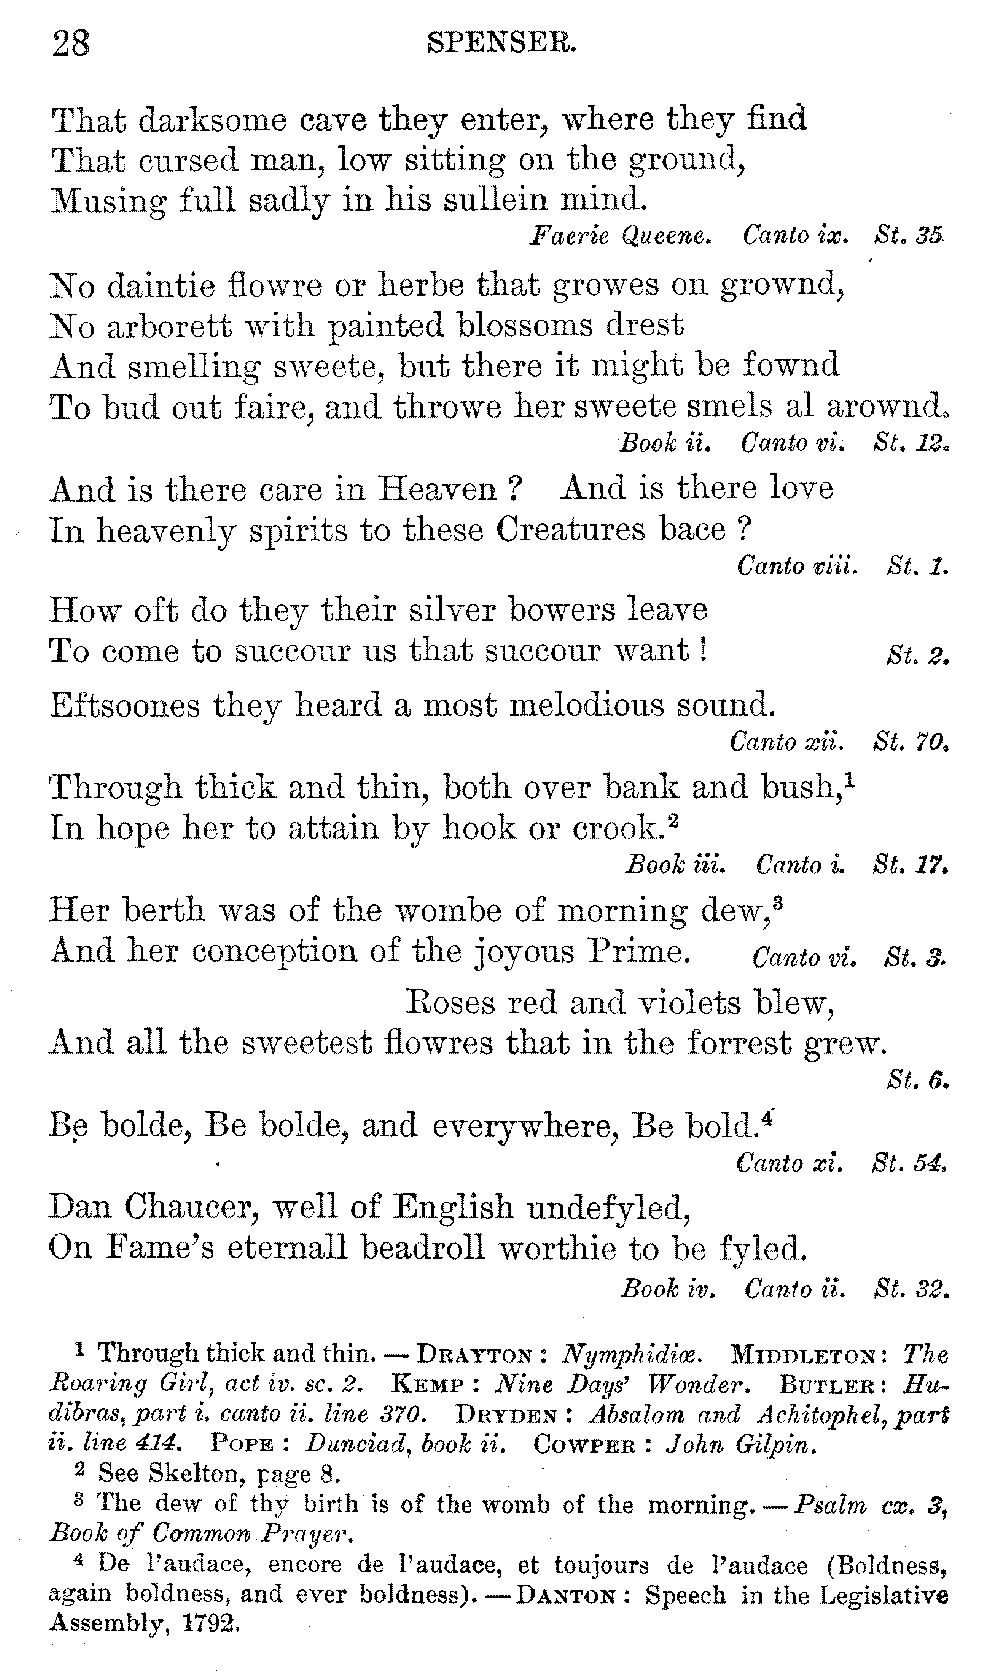 28 SPENSER.
That darksome cave they enter, where they find
That cursed man, low sitting on the ground,
Musing full sadly in his sullein mind.
Faerie Queene. Canto ix. St. 35.
No daintie flowre or herbe that growes on grownd,
No arborett with painted blossoms drest
And smelling sweete, but there it might be fownd
To bud out faire, and throwe her sweete smels al arownd.
Book ii. Canto vi. St. 12.
And is there care in Heaven ? And is there love
In heavenly spirits to these Creatures bace ?
Canto viii. St. 1.
How oft do they their silver bowers leave
To come to succour us that succour want ! St. 2.
Eftsoones they heard a most melodious sound.
Canto xii. St. 70.
Through thick and thin, both over bank and bush,¹
In hope her to attain by hook or crook.²
Book iii. Canto i. St. 17.
Her berth was of the wombe of morning dew,³
And her conception of the joyous Prime. Canto vi. St. 3.
Roses red and violets blew,
And all the sweetest flowres that in the forrest grew.
St. 6.
Be bolde, Be bolde, and everywhere, Be bold.⁴
Canto xi. St. 54.
Dan Chaucer, well of English undefyled,
On Fame's eternall beadroll worthie to be fyled.
Book iv. Canto ii. St. 32.
¹ Through thick and thin. — DRAYTON : Nymphidiæ. MIDDLETON : The
Roaring Girl, act iv. sc. 2. KEMP : Nine Days' Wonder. BUTLER : Hu-
dibras, part i. canto ii. line 370. DRYDEN : Absalom and Achitophel, part
ii. line 414. POPE : Dunciad, book ii. COWPER : John Gilpin.
² See Skelton, page 8.
³ The dew of thy birth is of the womb of the morning. — Psalm cx. 3,
Book of Common Prayer.
⁴ De l'audace, encore de l'audace, et toujours de l'audace (Boldness,
again boldness, and ever boldness). — DANTON : Speech in the Legislative
Assembly, 1792.